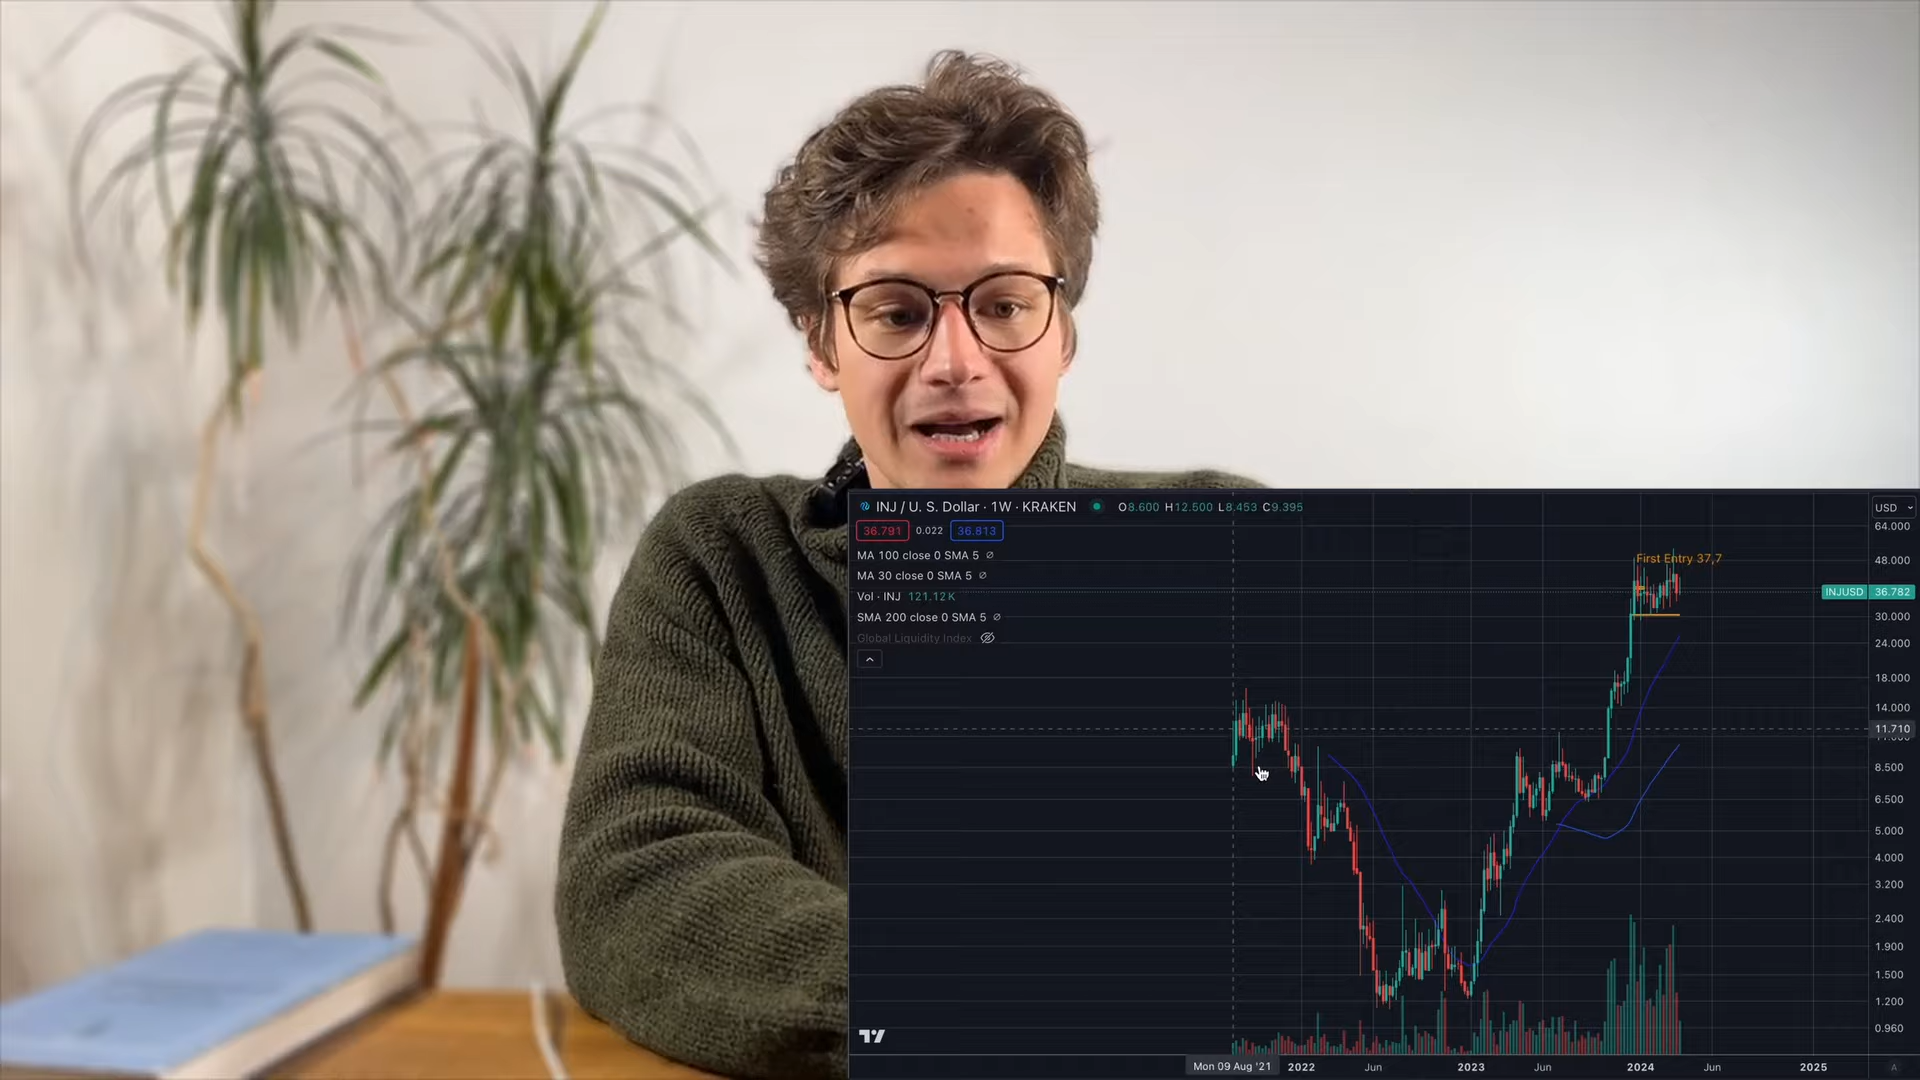 INJ / U. S. Dollar · 1W · KRAKEN O8.600 H12.500 L8.453 C9.395
USD
36.791 0.022 36.813
MA 100 close 0 SMA 5
MA 30 close 0 SMA 5
Vol · INJ 121.12K
SMA 200 close 0 SMA 5
Global Liquidity Index
First Entry 37,7
64.000
48.000
INJUSD 36.782
30.000
24.000
18.000
14.000
11.710
8.500
6.500
5.000
4.000
3.200
2.400
1.900
1.500
1.200
0.960
Mon 09 Aug '21 2022 Jun 2023 Jun 2024 Jun 2025
A